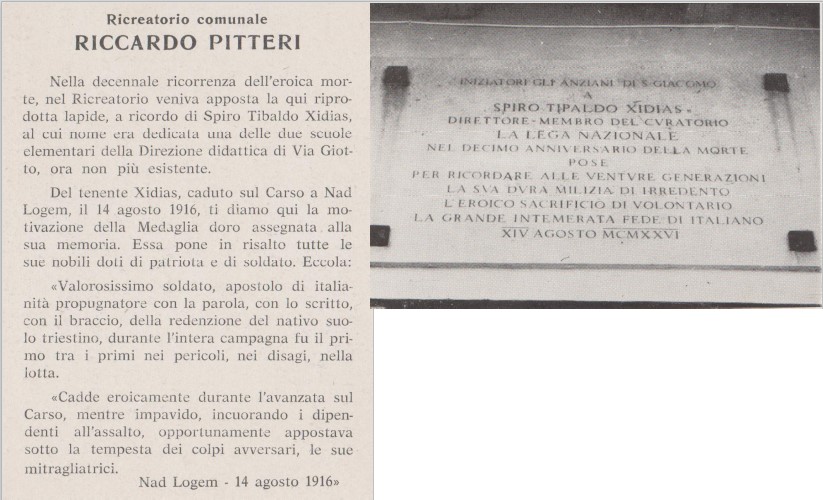 Ricreatorio comunale
RICCARDO PITTERI
Nella decennale ricorrenza dell'eroica mor-
te, nel Ricreatorio veniva apposta la qui ripro-
dotta lapide, a ricordo di Spiro Tibaldo Xidias,
al cui nome era dedicata una delle due scuole
elementari della Direzione didattica di Via Giot-
to, ora non più esistente.
Del tenente Xidias, caduto sul Carso a Nad
Logem, il 14 agosto 1916, ti diamo qui la mo-
tivazione della Medaglia doro assegnata alla
sua memoria. Essa pone in risalto tutte le
sue nobili doti di patriota e di soldato. Eccola:
«Valorosissimo soldato, apostolo di italia-
nità propugnatore con la parola, con lo scritto,
con il braccio, della redenzione del nativo suo-
lo triestino, durante l'intera campagna fu il pri-
mo tra i primi nei pericoli, nei disagi, nella
lotta.
«Cadde eroicamente durante l'avanzata sul
Carso, mentre impavido, incuorando i dipen-
denti all'assalto, opportunamente appostava
sotto la tempesta dei colpi avversari, le sue
mitragliatrici.
Nad Logem - 14 agosto 1916»
INIZIATORI GLI ANZIANI DI S. GIACOMO
A
SPIRO TIPALDO XIDIAS
DIRETTORE - MEMBRO DEL CVRATORIO
LA LEGA NAZIONALE
NEL DECIMO ANNIVERSARIO DELLA MORTE
POSE
PER RICORDARE ALLE VENTVRE GENERAZIONI
LA SVA DVRA MILIZIA DI IRREDENTO
L'EROICO SACRIFICIO DI VOLONTARIO
LA GRANDE INTEMERATA FEDE DI ITALIANO
XIV AGOSTO MCMXXVI